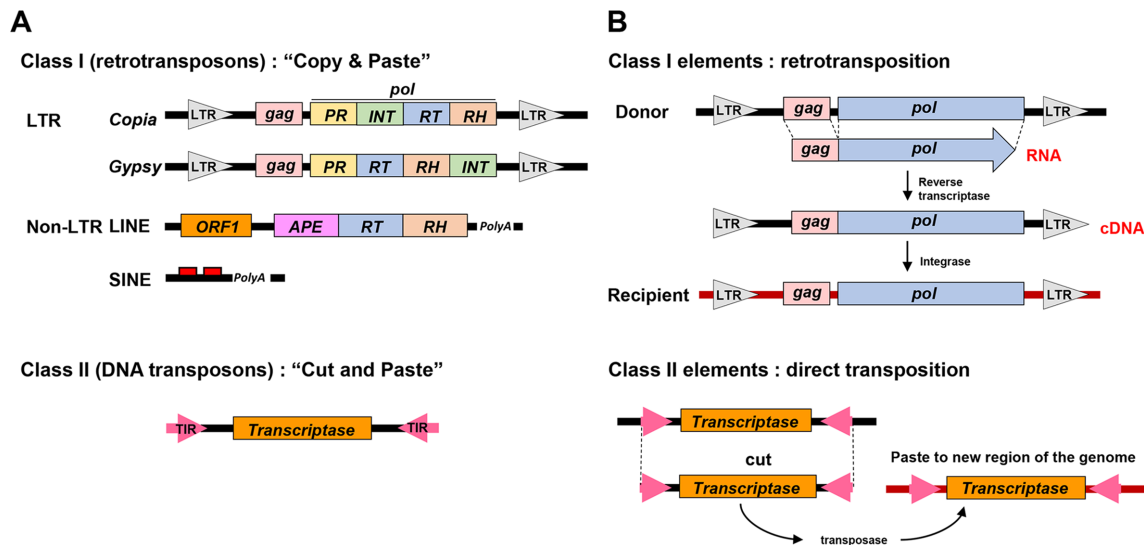 A
Class I (retrotransposons) : “Copy & Paste”
pol
LTR Copia LTR gag PR INT RT RH LTR
Gypsy LTR gag PR RT RH INT LTR
Non-LTR LINE ORF1 APE RT RH PolyA
SINE PolyA
Class II (DNA transposons) : “Cut and Paste”
TIR Transcriptase TIR
B
Class I elements : retrotransposition
Donor LTR gag pol LTR
gag pol RNA
Reverse
transcriptase
LTR gag pol LTR cDNA
Integrase
Recipient LTR gag pol LTR
Class II elements : direct transposition
Transcriptase
cut
Transcriptase
Paste to new region of the genome
Transcriptase
transposase